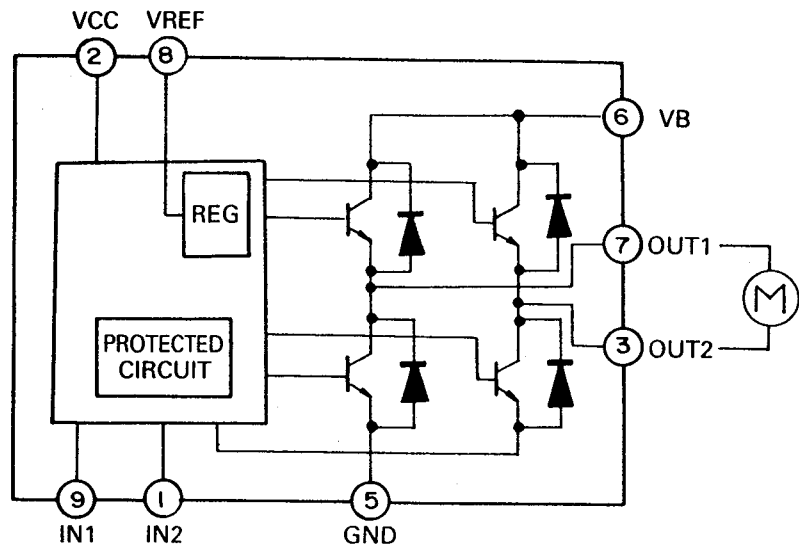 VCC VREF
2 8
6 VB
REG
7 OUT1
M
PROTECTED
CIRCUIT
3 OUT2
9 1 5
IN1 IN2 GND